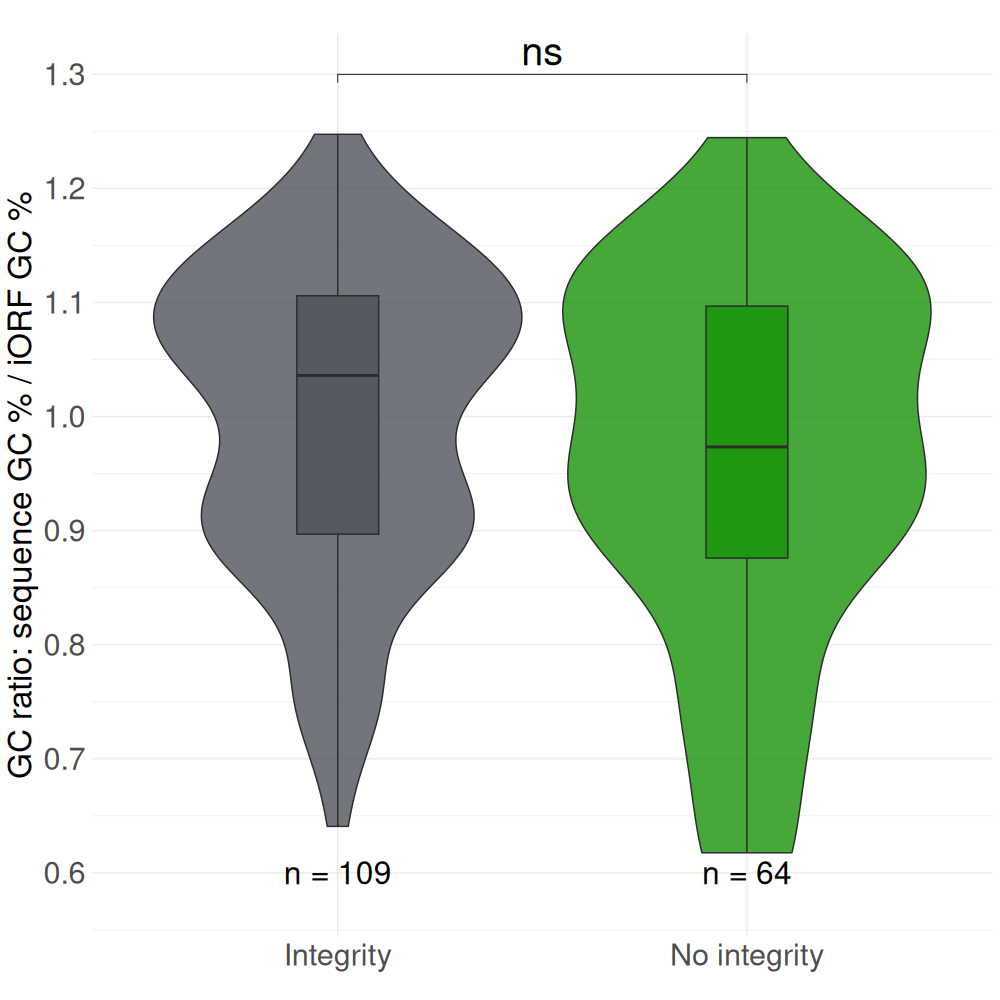 ns
GC ratio: sequence GC % / iORF GC %
1.3
1.2
1.1
1.0
0.9
0.8
0.7
0.6
n = 109
n = 64
Integrity
No integrity